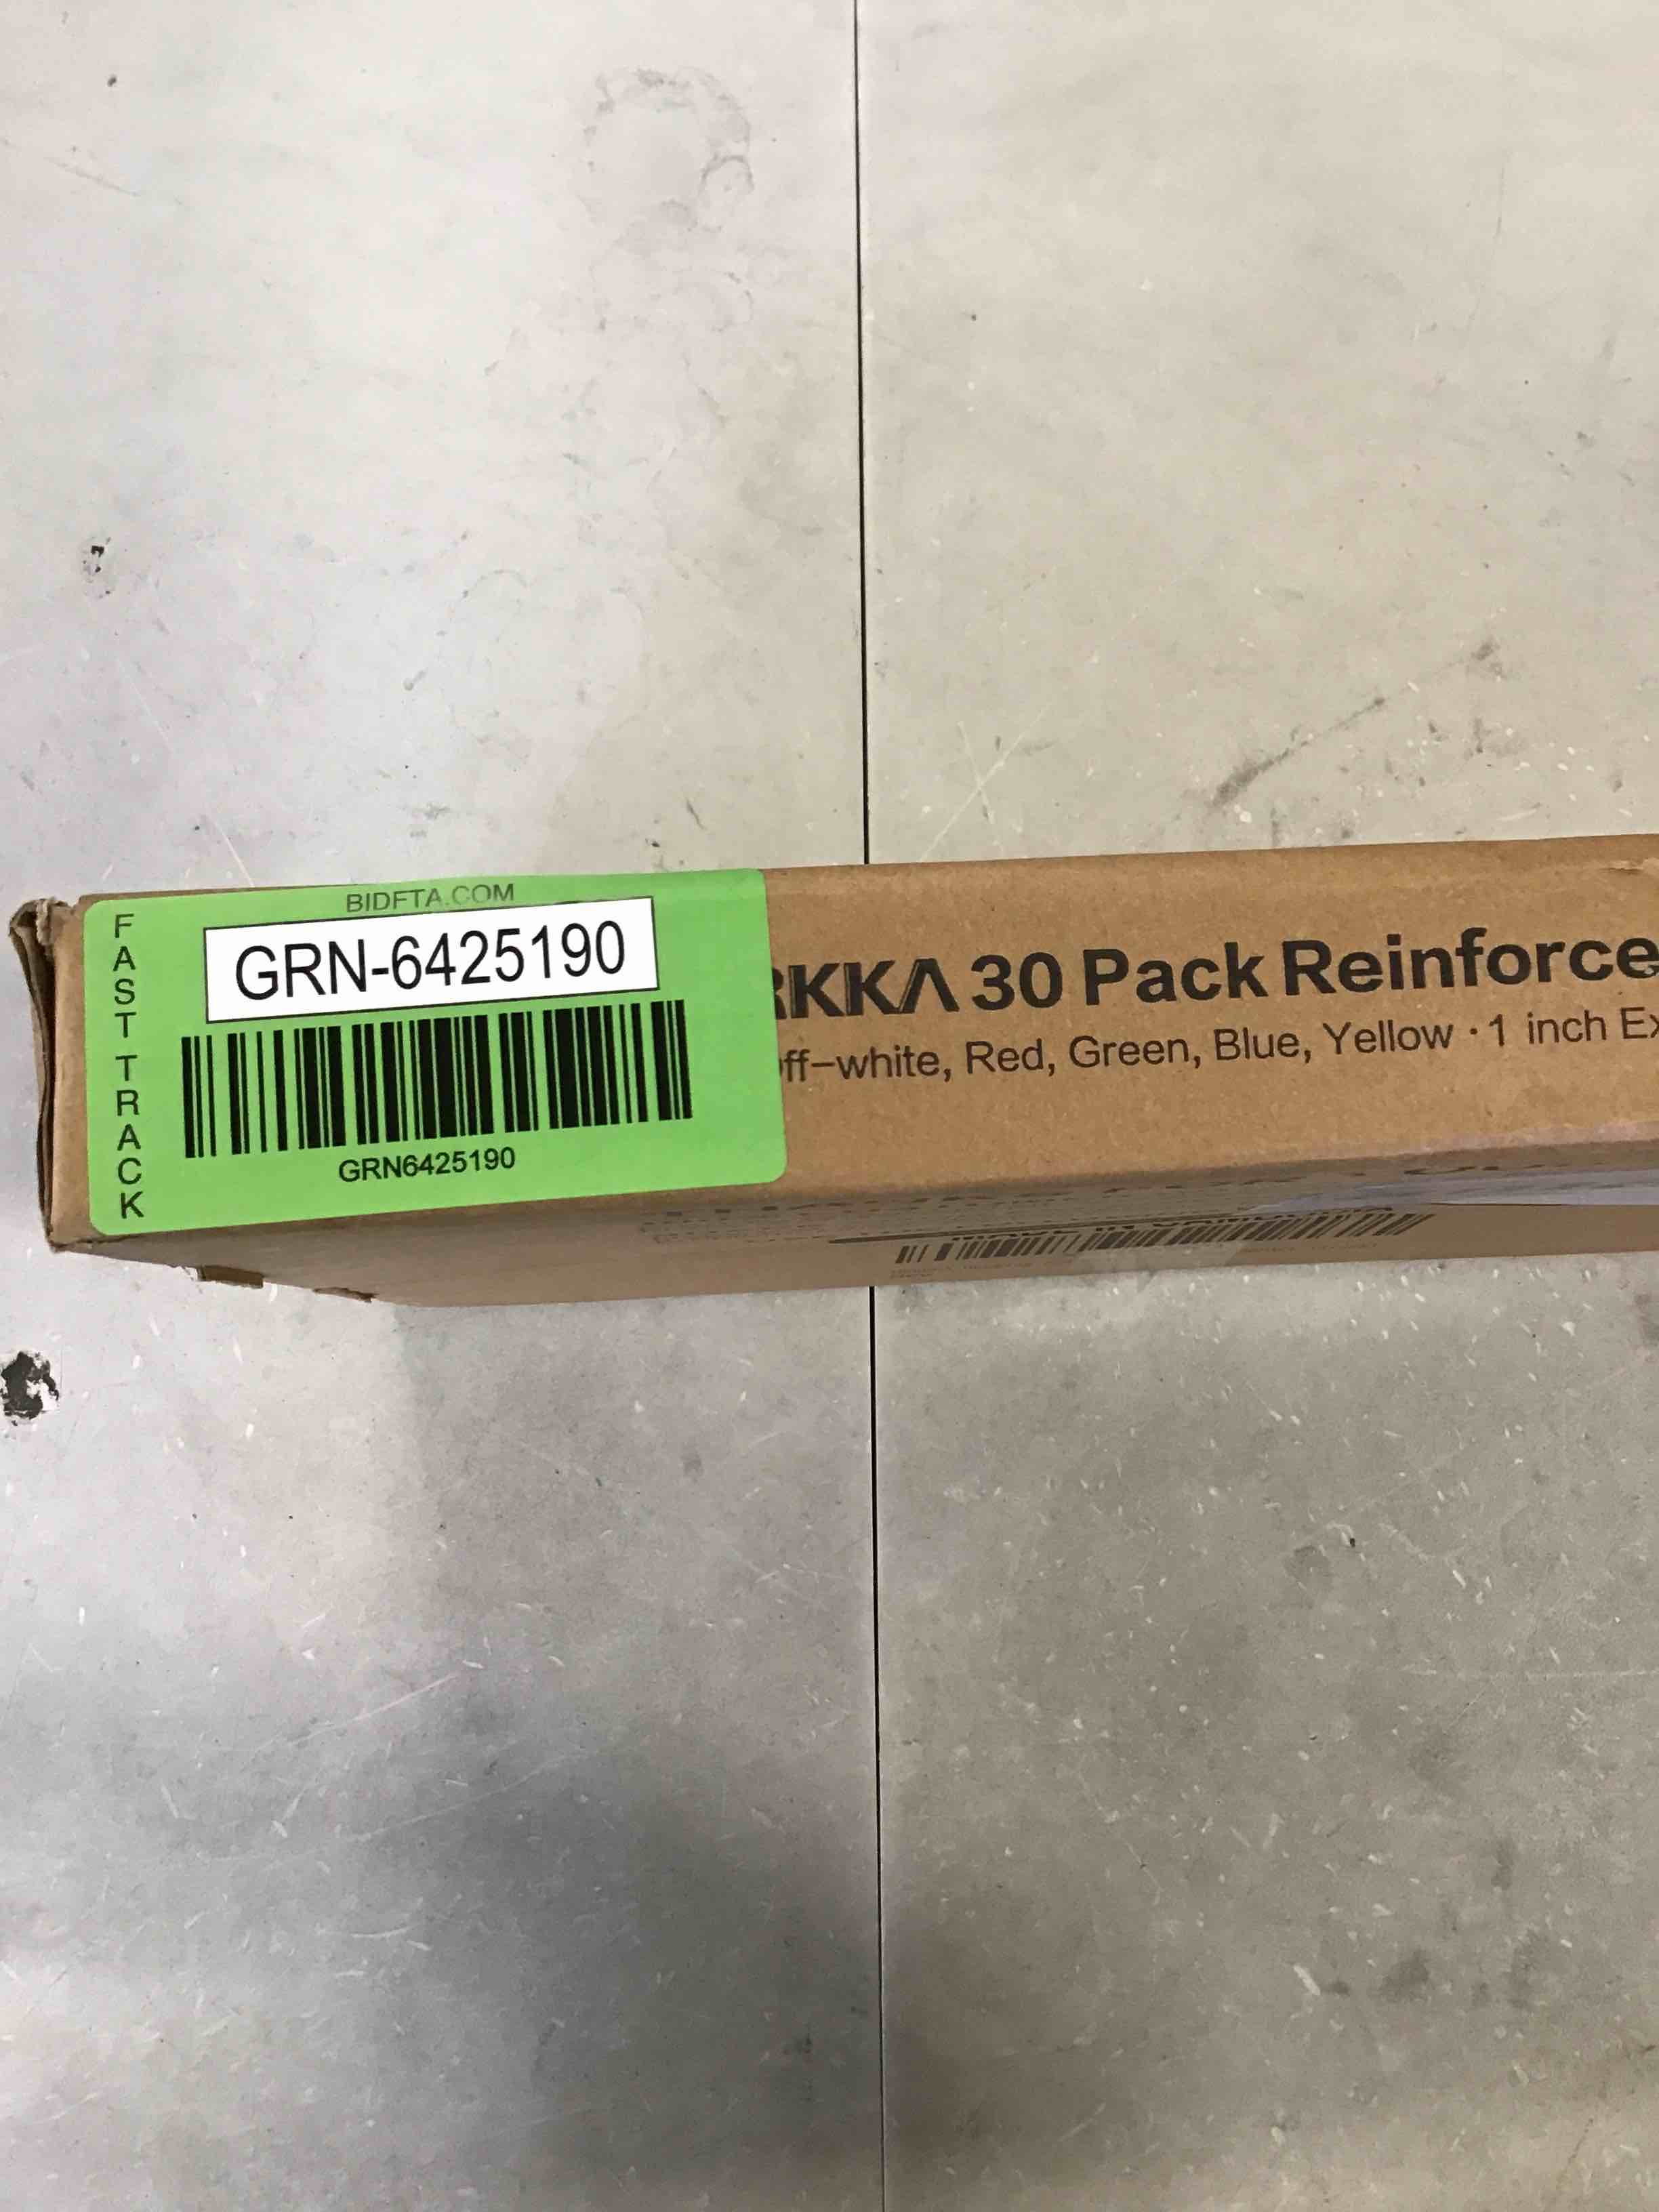 BIDFTA.COM
FAST TRACK
GRN-6425190
GRN6425190
RKKA 30 Pack Reinforce
ff-white, Red, Green, Blue, Yellow · 1 inch Ex